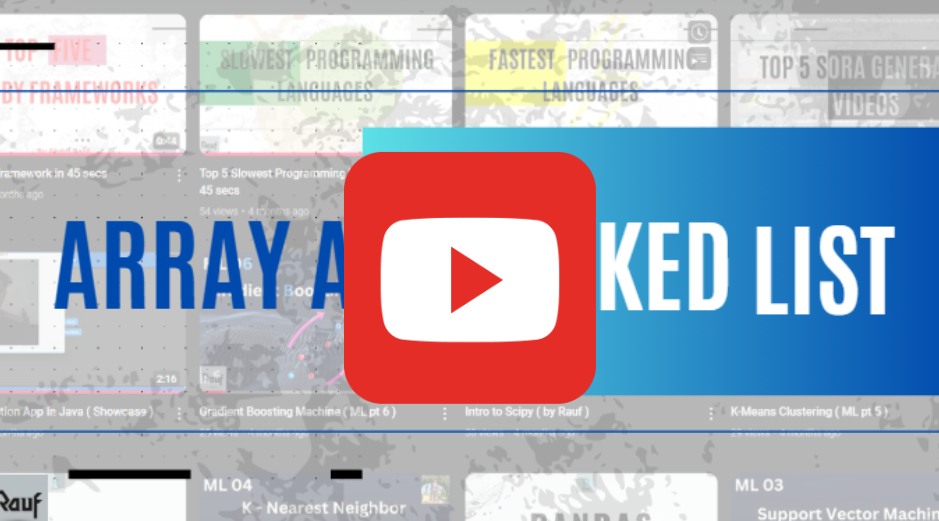 TOP FIVE
BY FRAMEWORKS
0:44
SLOWEST PROGRAMMING
LANGUAGES
FASTEST PROGRAMMING
LANGUAGES
TOP 5 SORA GENERA
VIDEOS
ramework in 45 secs
onths ago
Top 5 Slowest Programming
45 secs
54 views • 4 months ago
ARRAY A
KED LIST
06
2:16
Rauf
tion App In Java ( Showcase )
Gradient Boosting Machine ( ML pt 6 )
Intro to Scipy ( by Rauf )
K-Means Clustering ( ML pt 5 )
Rauf
ML 04
K - Nearest Neighbor
PANDAS
ML 03
Support Vector Machin